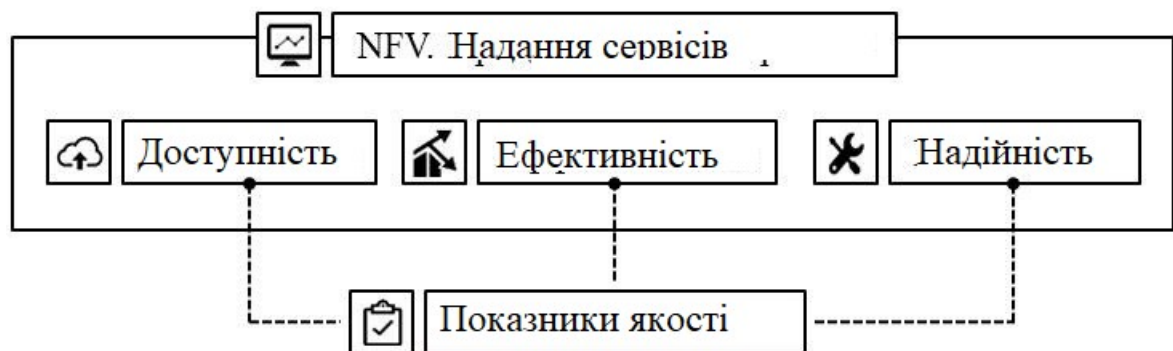 NFV. Надання сервісів
Доступність
Ефективність
Надійність
Показники якості